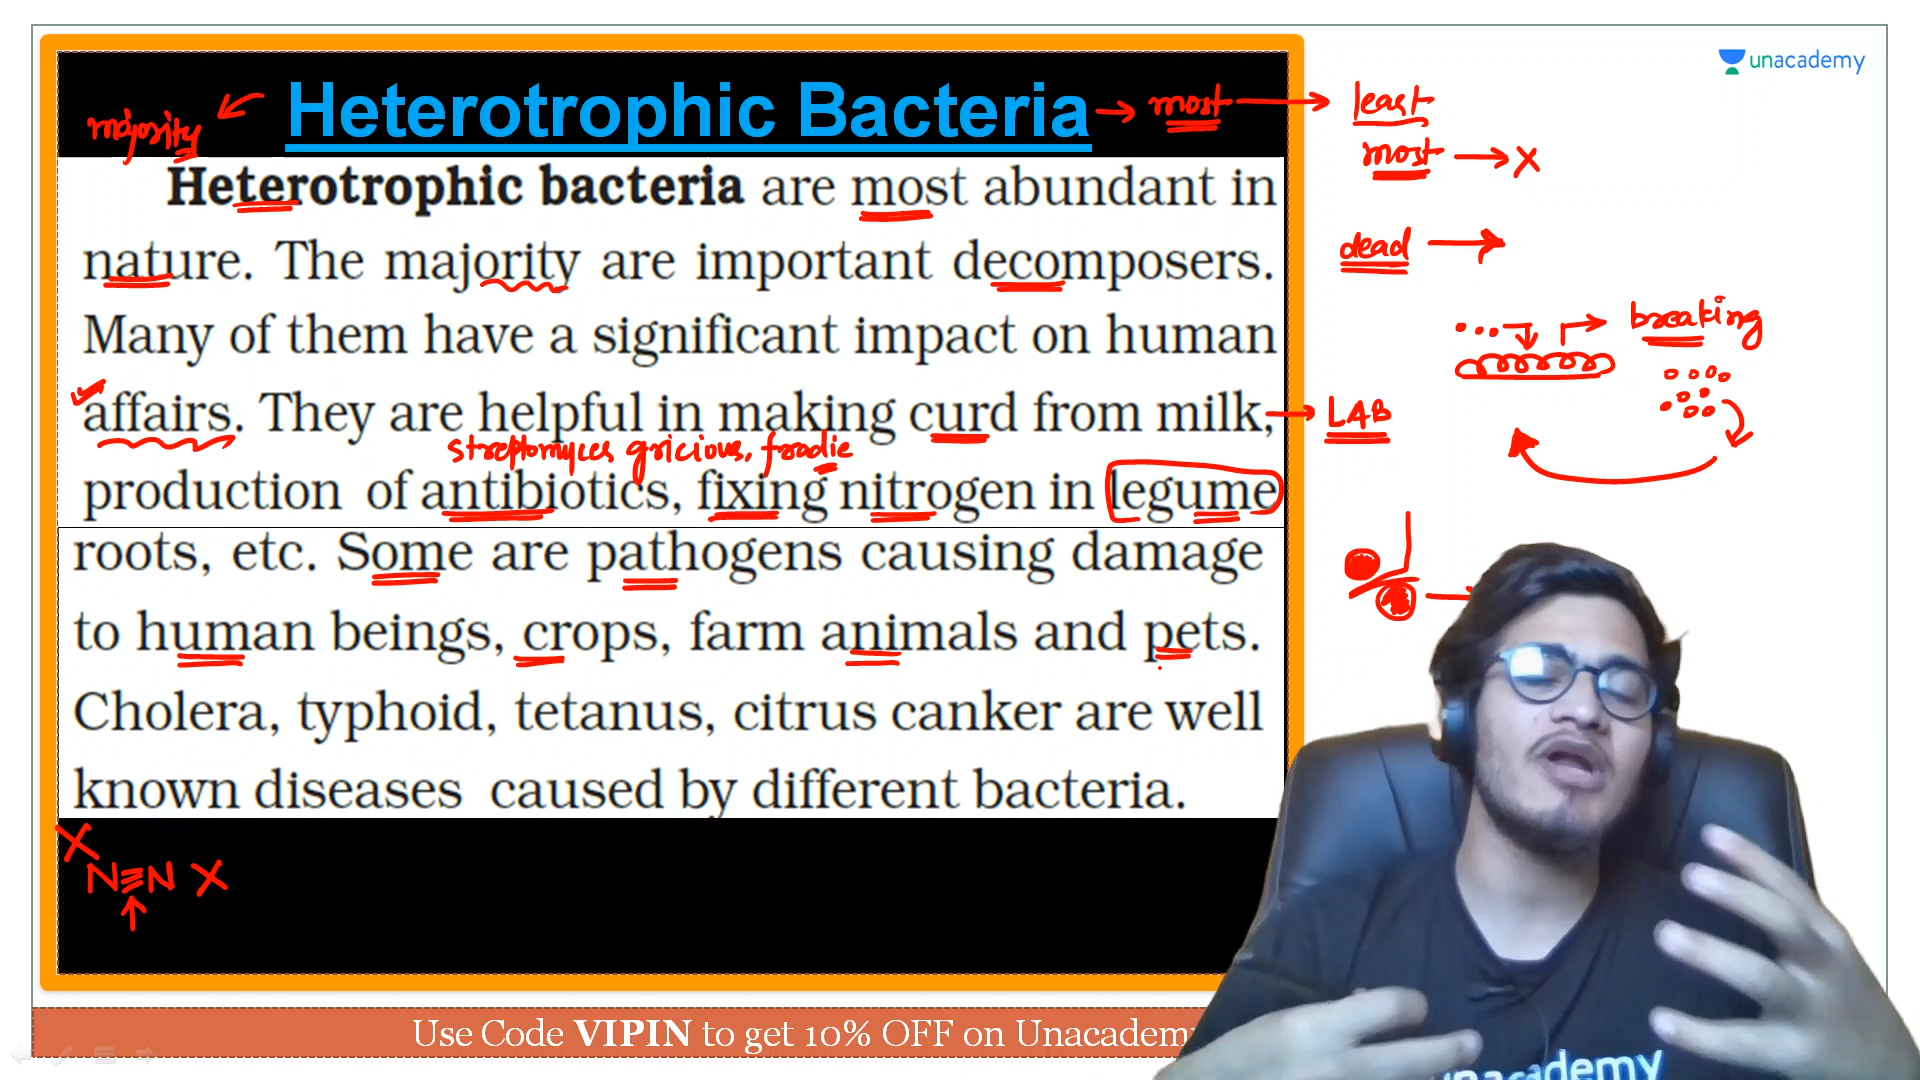 unacademy
majority
Heterotrophic Bacteria
most
least
most
X
Heterotrophic bacteria are most abundant in
nature. The majority are important decomposers.
dead
Many of them have a significant impact on human
breaking
affairs. They are helpful in making curd from milk,
LAB
streptomyces gricious, fradie
production of antibiotics, fixing nitrogen in legume
roots, etc. Some are pathogens causing damage
to human beings, crops, farm animals and pets.
Cholera, typhoid, tetanus, citrus canker are well
known diseases caused by different bacteria.
X
N≡N X
Use Code VIPIN to get 10% OFF on Unacadem
unacademy